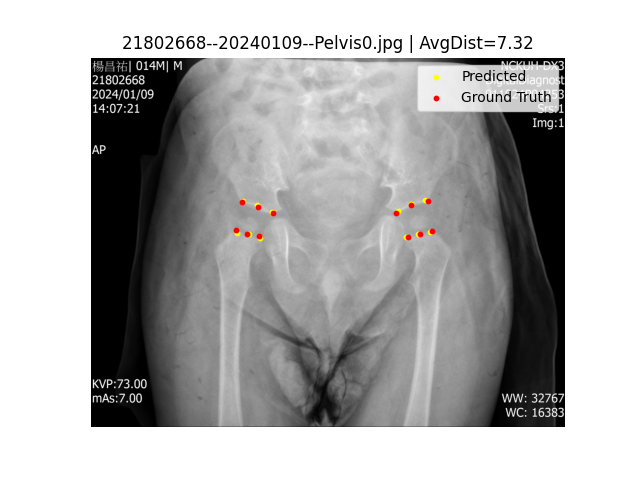 21802668--20240109--Pelvis0.jpg | AvgDist=7.32
楊昌祐| 014M| M
21802668
2024/01/09
14:07:21
AP
NCKUH-DX3
Predicted
Ground Truth
Srs:1
Img:1
KVP:73.00
mAs:7.00
WW: 32767
WC: 16383